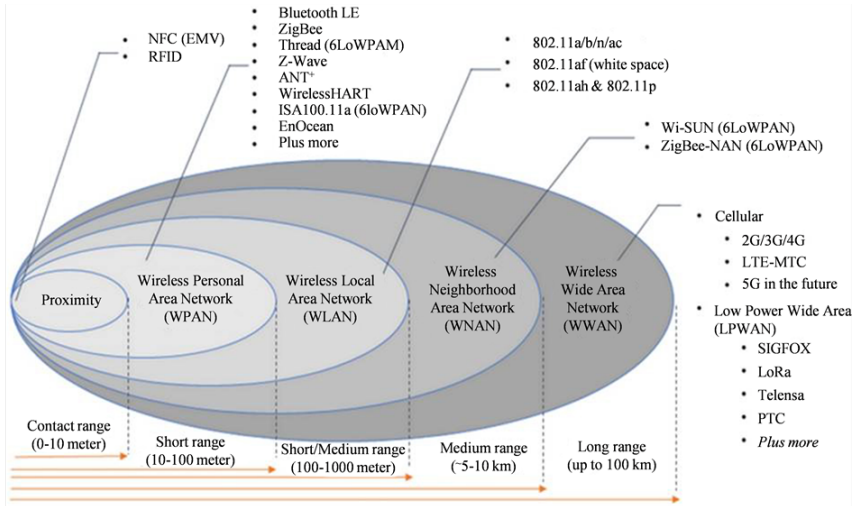 • NFC (EMV)
• RFID
• Bluetooth LE
• ZigBee
• Thread (6LoWPAM)
• Z-Wave
• ANT⁺
• WirelessHART
• ISA100.11a (6loWPAN)
• EnOcean
• Plus more
• 802.11a/b/n/ac
• 802.11af (white space)
• 802.11ah & 802.11p
• Wi-SUN (6LoWPAN)
• ZigBee-NAN (6LoWPAN)
• Cellular
• 2G/3G/4G
• LTE-MTC
• 5G in the future
• Low Power Wide Area
(LPWAN)
• SIGFOX
• LoRa
• Telensa
• PTC
• Plus more
Proximity
Wireless Personal
Area Network
(WPAN)
Wireless Local
Area Network
(WLAN)
Wireless
Neighborhood
Area Network
(WNAN)
Wireless
Wide Area
Network
(WWAN)
Contact range
(0-10 meter)
Short range
(10-100 meter)
Short/Medium range
(100-1000 meter)
Medium range
(~5-10 km)
Long range
(up to 100 km)